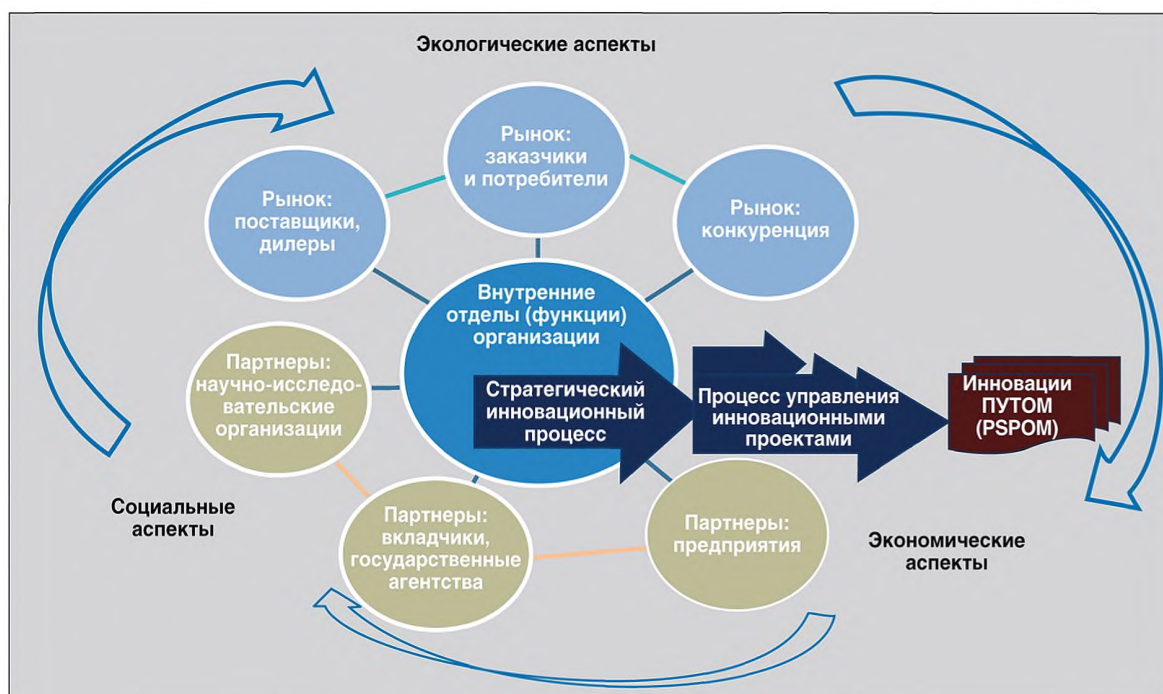 Экологические аспекты
Рынок:
заказчики
и потребители
Рынок:
поставщики,
дилеры
Рынок:
конкуренция
Внутренние
отделы (функции)
организации
Партнеры:
научно-исследо-
вательские
организации
Стратегический
инновационный
процесс
Процесс управления
инновационными
проектами
Инновации
ПУТОМ
(PSPOM)
Социальные
аспекты
Партнеры:
вкладчики,
государственные
агентства
Партнеры:
предприятия
Экономические
аспекты